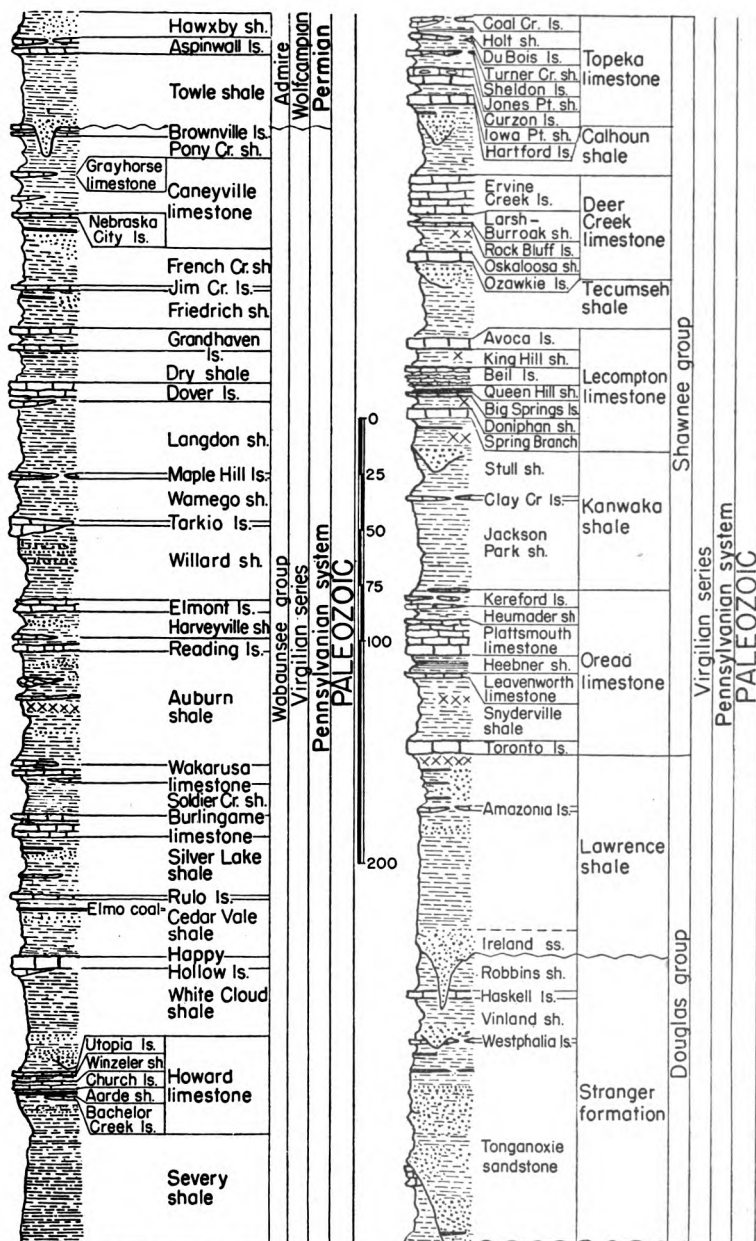 Hawxby sh.
Aspinwall ls.
Towle shale
Brownville ls.
Pony Cr. sh.
Grayhorse
limestone
Caneyville
limestone
Nebraska
City ls.
French Cr. sh
Jim Cr. ls.
Friedrich sh.
Grandhaven
ls.
Dry shale
Dover ls.
Langdon sh.
Maple Hill ls.
Wamego sh.
Tarkio ls.
Willard sh.
Elmont ls.
Harveyville sh
Reading ls.
Auburn
shale
Wakarusa
limestone
Soldier Cr. sh.
Burlingame
limestone
Silver Lake
shale
Rulo ls.
Elmo coal
Cedar Vale
shale
Happy
Hollow ls.
White Cloud
shale
Utopia ls.
Winzeler sh
Church ls.
Aarde sh.
Bachelor
Creek ls.
Howard
limestone
Severy
shale
Admire
Wolfcampian
Permian
Wabaunsee group
Virgilian series
Pennsylvanian system
PALEOZOIC
0
25
50
75
100
200
Coal Cr. ls.
Holt sh.
Du Bois ls.
Turner Cr. sh.
Sheldon ls.
Jones Pt. sh.
Curzon ls.
Iowa Pt. sh.
Hartford ls.
Topeka
limestone
Calhoun
shale
Ervine
Creek ls.
Larsh-
Burroak sh.
Rock Bluff ls.
Oskaloosa sh.
Ozawkie ls.
Deer
Creek
limestone
Tecumseh
shale
Avoca ls.
King Hill sh.
Beil ls.
Queen Hill sh.
Big Springs ls
Doniphan sh.
Spring Branch
Lecompton
limestone
Stull sh.
Clay Cr ls.
Jackson
Park sh.
Kanwaka
shale
Kereford ls.
Heumader sh
Plattsmouth
limestone
Heebner sh.
Leavenworth
limestone
Snyderville
shale
Toronto ls.
Oread
limestone
Amazonia ls.
Lawrence
shale
Ireland ss.
Robbins sh.
Haskell ls.
Vinland sh.
Westphalia ls.
Tonganoxie
sandstone
Stranger
formation
Shawnee group
Douglas group
Virgilian series
Pennsylvanian system
PALEOZOIC